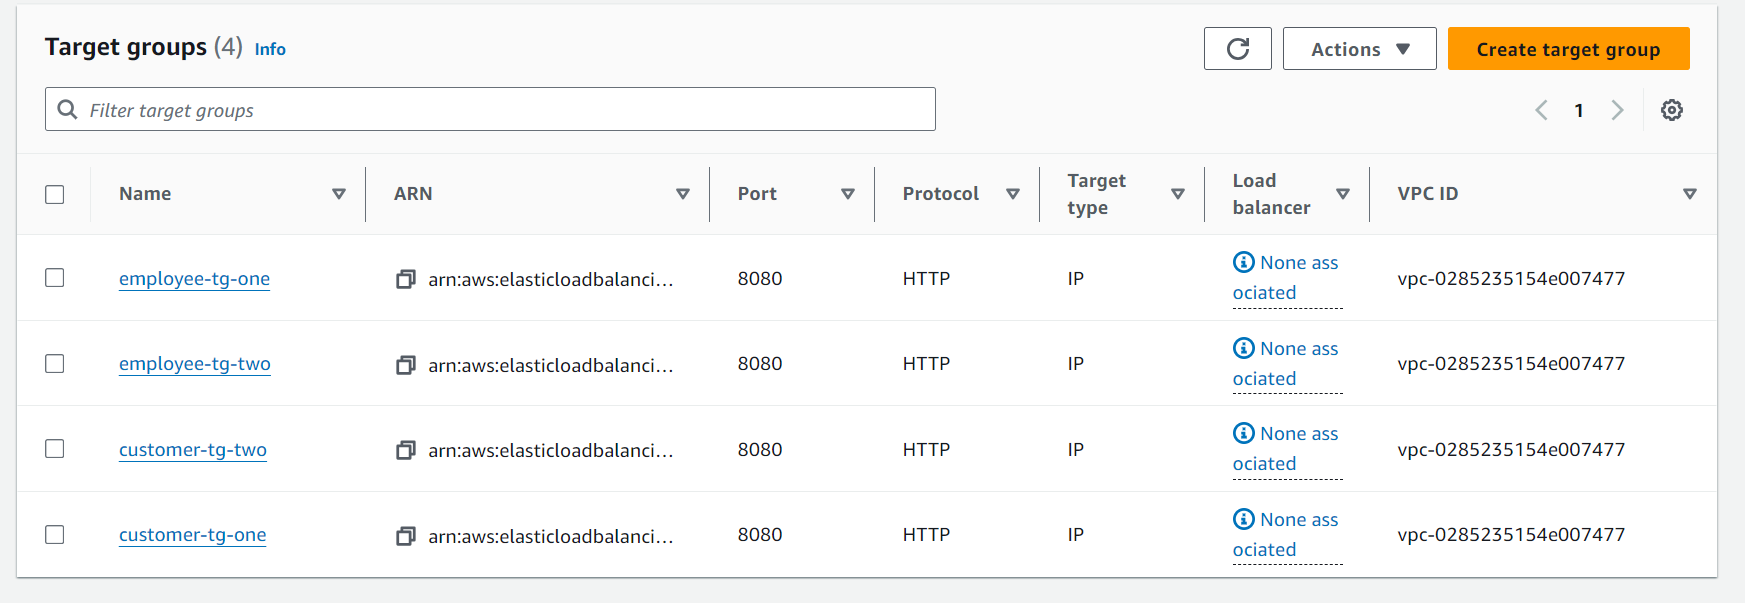 Target groups (4) Info
Actions
Create target group
Filter target groups
1
Name ARN Port Protocol Target type Load balancer VPC ID
employee-tg-one arn:aws:elasticloadbalanci... 8080 HTTP IP None ass
ociated vpc-0285235154e007477
employee-tg-two arn:aws:elasticloadbalanci... 8080 HTTP IP None ass
ociated vpc-0285235154e007477
customer-tg-two arn:aws:elasticloadbalanci... 8080 HTTP IP None ass
ociated vpc-0285235154e007477
customer-tg-one arn:aws:elasticloadbalanci... 8080 HTTP IP None ass
ociated vpc-0285235154e007477